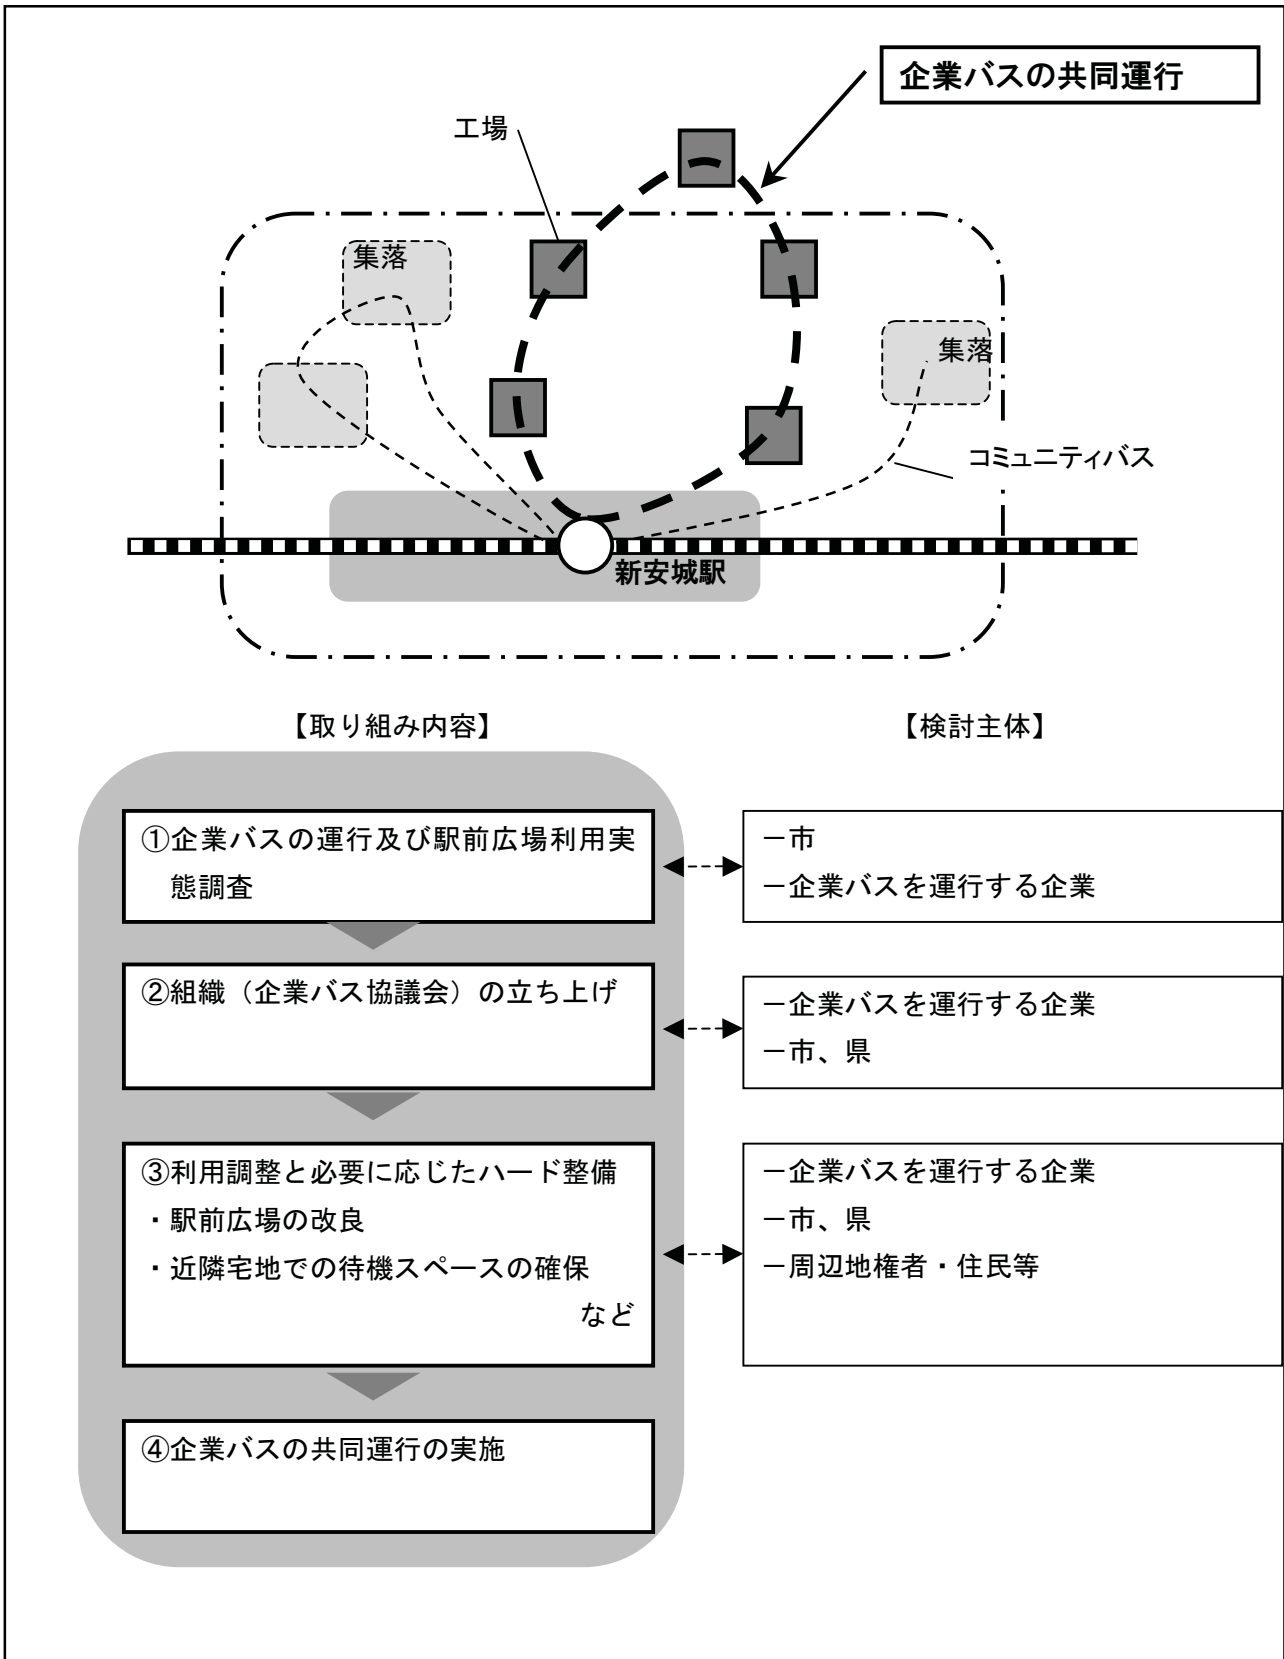 企業バスの共同運行
工場
集落
集落
コミュニティバス
新安城駅
【取り組み内容】
【検討主体】
①企業バスの運行及び駅前広場利用実
態調査
－市
－企業バスを運行する企業
②組織（企業バス協議会）の立ち上げ
－企業バスを運行する企業
－市、県
③利用調整と必要に応じたハード整備
・駅前広場の改良
・近隣宅地での待機スペースの確保
など
－企業バスを運行する企業
－市、県
－周辺地権者・住民等
④企業バスの共同運行の実施